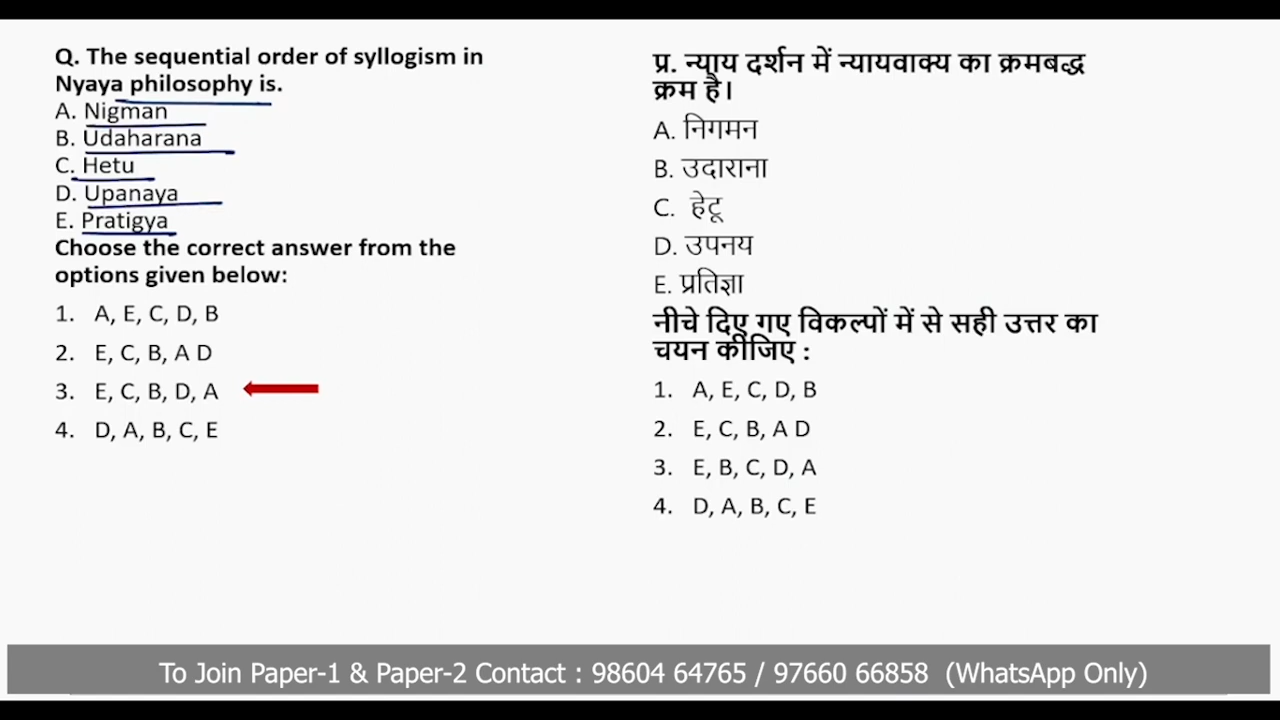 Q. The sequential order of syllogism in
Nyaya philosophy is.
A. Nigman
B. Udaharana
C. Hetu
D. Upanaya
E. Pratigya
Choose the correct answer from the
options given below:
1. A, E, C, D, B
2. E, C, B, A D
3. E, C, B, D, A
4. D, A, B, C, E
प्र. न्याय दर्शन में न्यायवाक्य का क्रमबद्ध
क्रम है।
A. निगमन
B. उदाराना
C. हेटू
D. उपनय
E. प्रतिज्ञा
नीचे दिए गए विकल्पों में से सही उत्तर का
चयन कीजिए :
1. A, E, C, D, B
2. E, C, B, A D
3. E, B, C, D, A
4. D, A, B, C, E
To Join Paper-1 & Paper-2 Contact : 98604 64765 / 97660 66858 (WhatsApp Only)